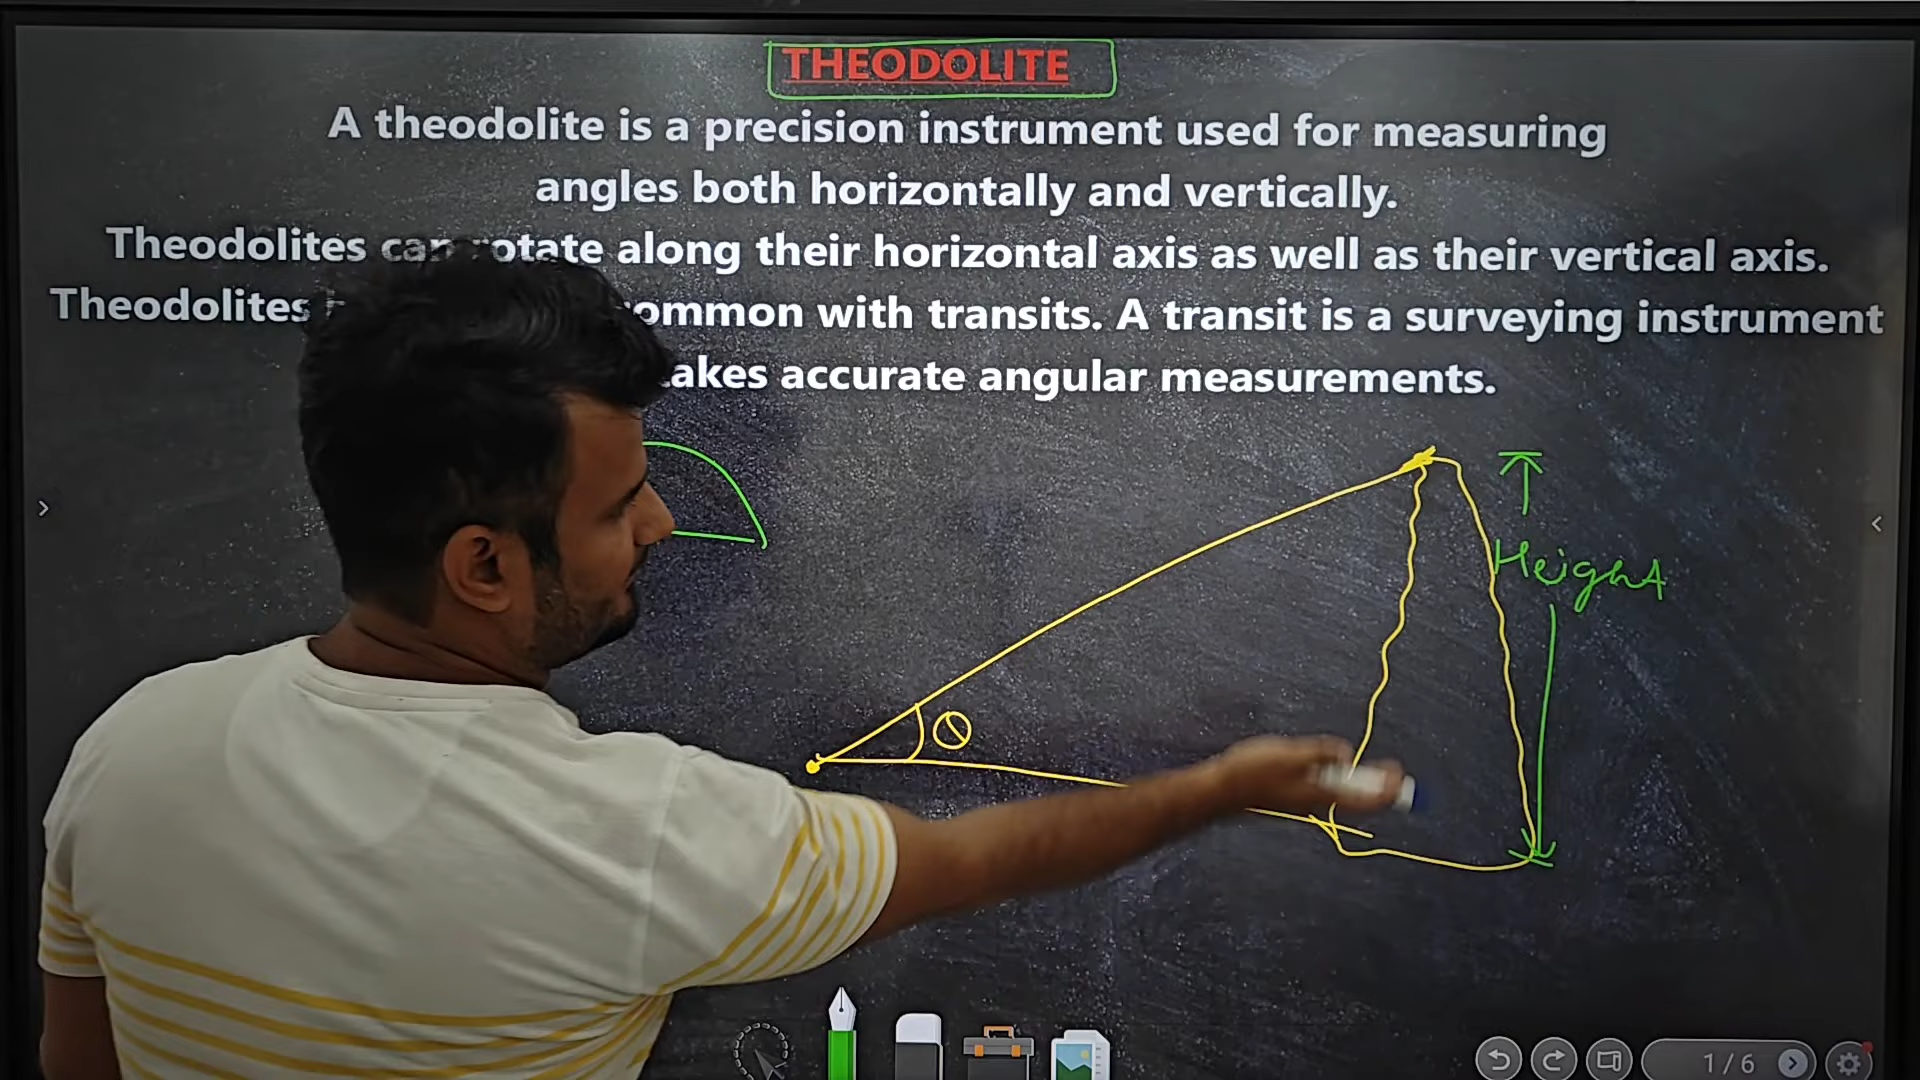 THEODOLITE
A theodolite is a precision instrument used for measuring
angles both horizontally and vertically.
Theodolites can rotate along their horizontal axis as well as their vertical axis.
Theodolites common with transits. A transit is a surveying instrument
takes accurate angular measurements.
Height
θ
1/6